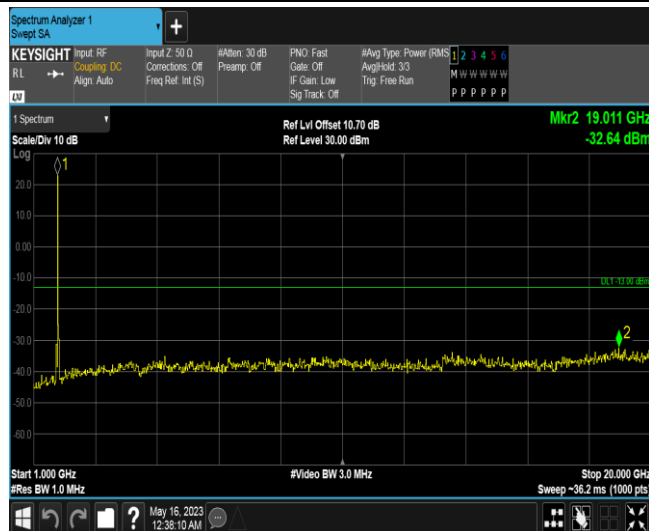 Spectrum Analyzer 1
Swept SA
+
KEYSIGHT Input: RF Input Z: 50 Ω #Atten: 30 dB PNO: Fast #Avg Type: Power (RMS 1 2 3 4 5 6
RL Coupling: DC Corrections: Off Preamp: Off Gate: Off Avg|Hold: 3/3 M W W W W W
Align: Auto Freq Ref: Int (S) IF Gain: Low Trig: Free Run
LXI Sig Track: Off P P P P P P
1 Spectrum Ref Lvl Offset 10.70 dB Mkr2 19.011 GHz
Scale/Div 10 dB Ref Level 30.00 dBm -32.64 dBm
Log
1
20.0
10.0
0.00
-10.0
DL1 -13.00 dBm
-20.0
-30.0
2
-40.0
-50.0
-60.0
Start 1.000 GHz #Video BW 3.0 MHz Stop 20.000 GHz
#Res BW 1.0 MHz Sweep ~36.2 ms (1000 pts)
? May 16, 2023
12:38:10 AM